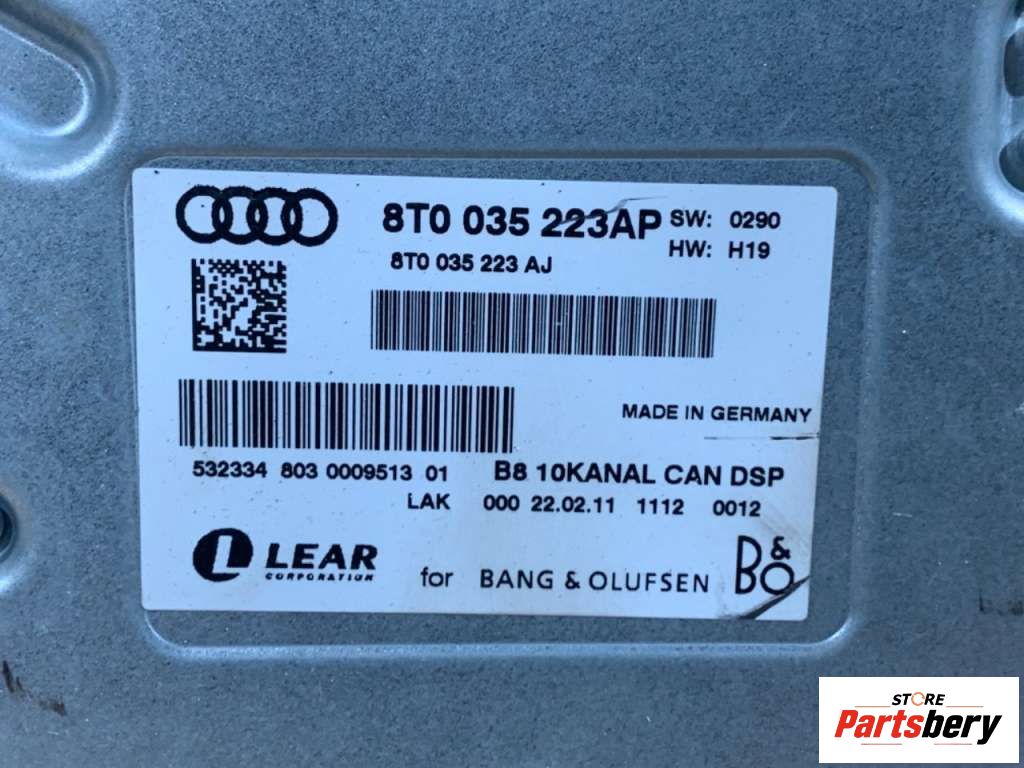 8T0 035 223AP SW: 0290
HW: H19
8T0 035 223 AJ
MADE IN GERMANY
532334 803 0009513 01 B8 10KANAL CAN DSP
LAK 000 22.02.11 1112 0012
LEAR
CORPORATION for BANG & OLUFSEN B&O
STORE
Partsbery